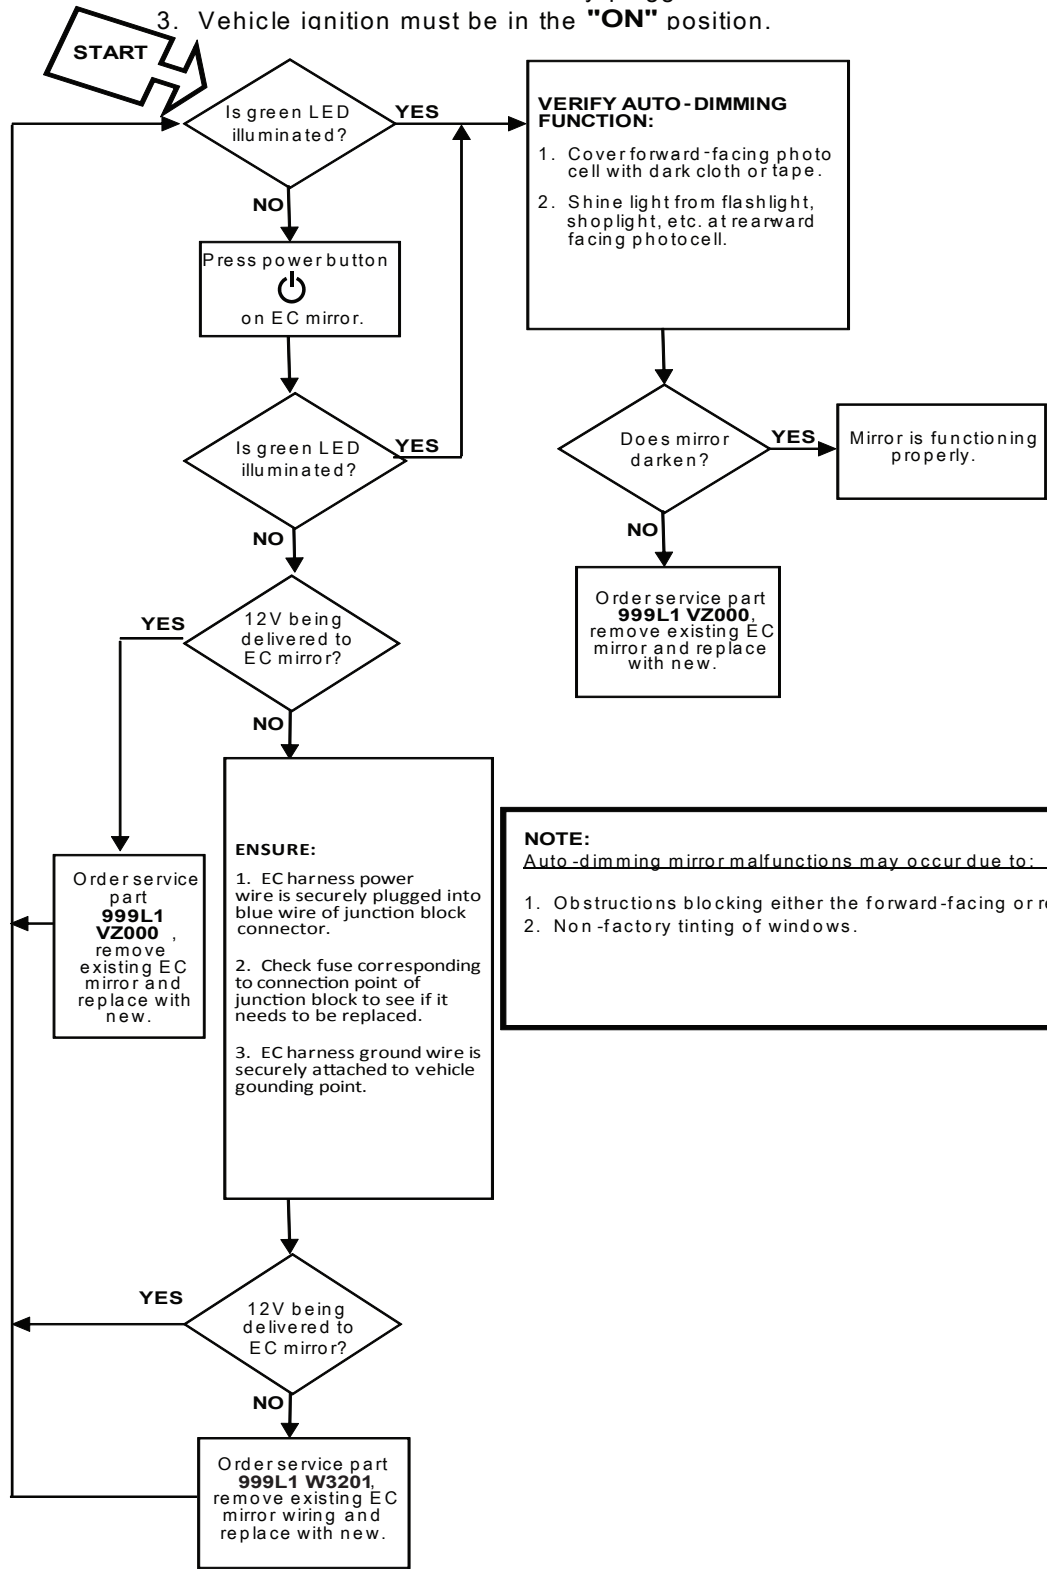 3. Vehicle ignition must be in the "ON" position.
START
Is green LED
illuminated?
YES
NO
Press power button
on EC mirror.
Is green LED
illuminated?
YES
NO
12V being
delivered to
EC mirror?
YES
NO
Order service
part
999L1
VZ000 ,
remove
existing EC
mirror and
replace with
new.
ENSURE:
1. EC harness power
wire is securely plugged into
blue wire of junction block
connector.
2. Check fuse corresponding
to connection point of
junction block to see if it
needs to be replaced.
3. EC harness ground wire is
securely attached to vehicle
gounding point.
12V being
delivered to
EC mirror?
YES
NO
Order service part
999L1 W3201,
remove existing EC
mirror wiring and
replace with new.
VERIFY AUTO-DIMMING
FUNCTION:
1. Cover forward-facing photo
cell with dark cloth or tape.
2. Shine light from flashlight,
shoplight, etc. at rearward
facing photocell.
Does mirror
darken?
YES
Mirror is functioning
properly.
NO
Order service part
999L1 VZ000,
remove existing EC
mirror and replace
with new.
NOTE:
Auto-dimming mirror malfunctions may occur due to:
1. Obstructions blocking either the forward-facing or
2. Non-factory tinting of windows.